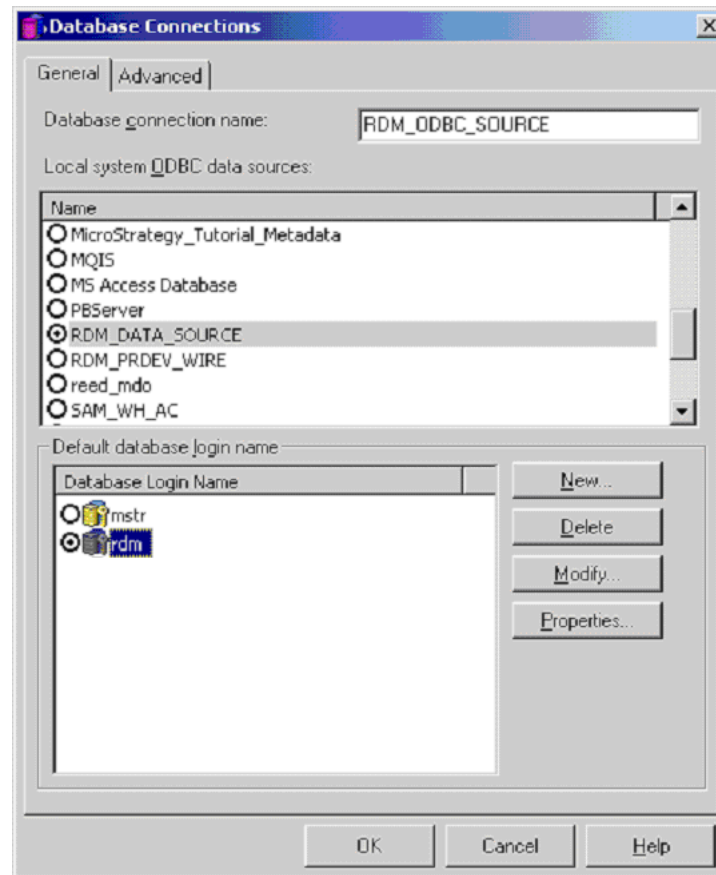 Database Connections
General Advanced
Database connection name: RDM_ODBC_SOURCE
Local system ODBC data sources:
Name
MicroStrategy_Tutorial_Metadata
MQIS
MS Access Database
PBServer
RDM_DATA_SOURCE
RDM_PRDEV_WIRE
reed_mdo
SAM_WH_AC
Default database login name
Database Login Name
New...
mstr
Delete
rdm
Modify...
Properties...
OK Cancel Help